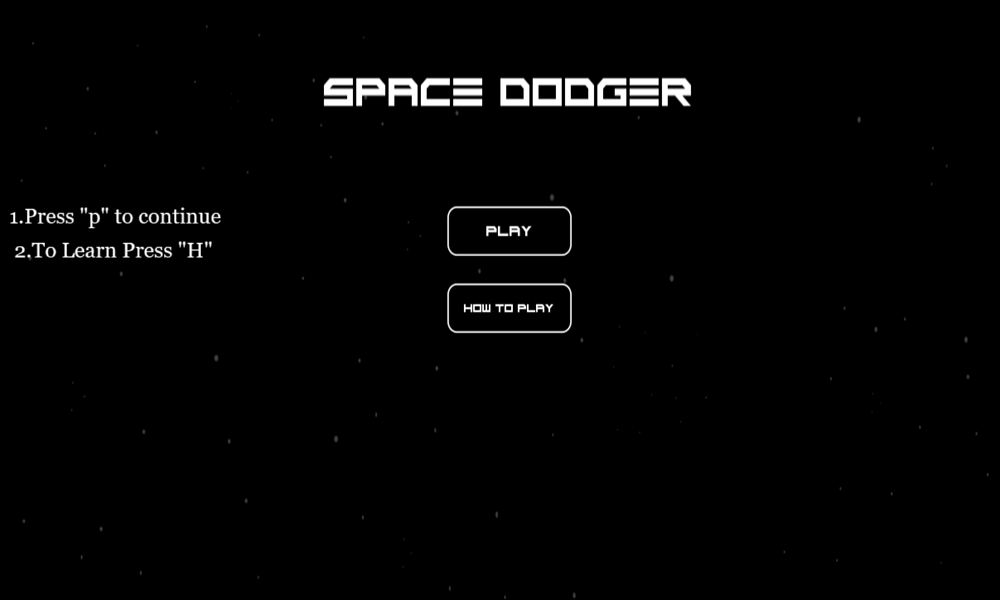 SPACE DODGER
1.Press "p" to continue
2.To Learn Press "H"
PLAY
HOW TO PLAY